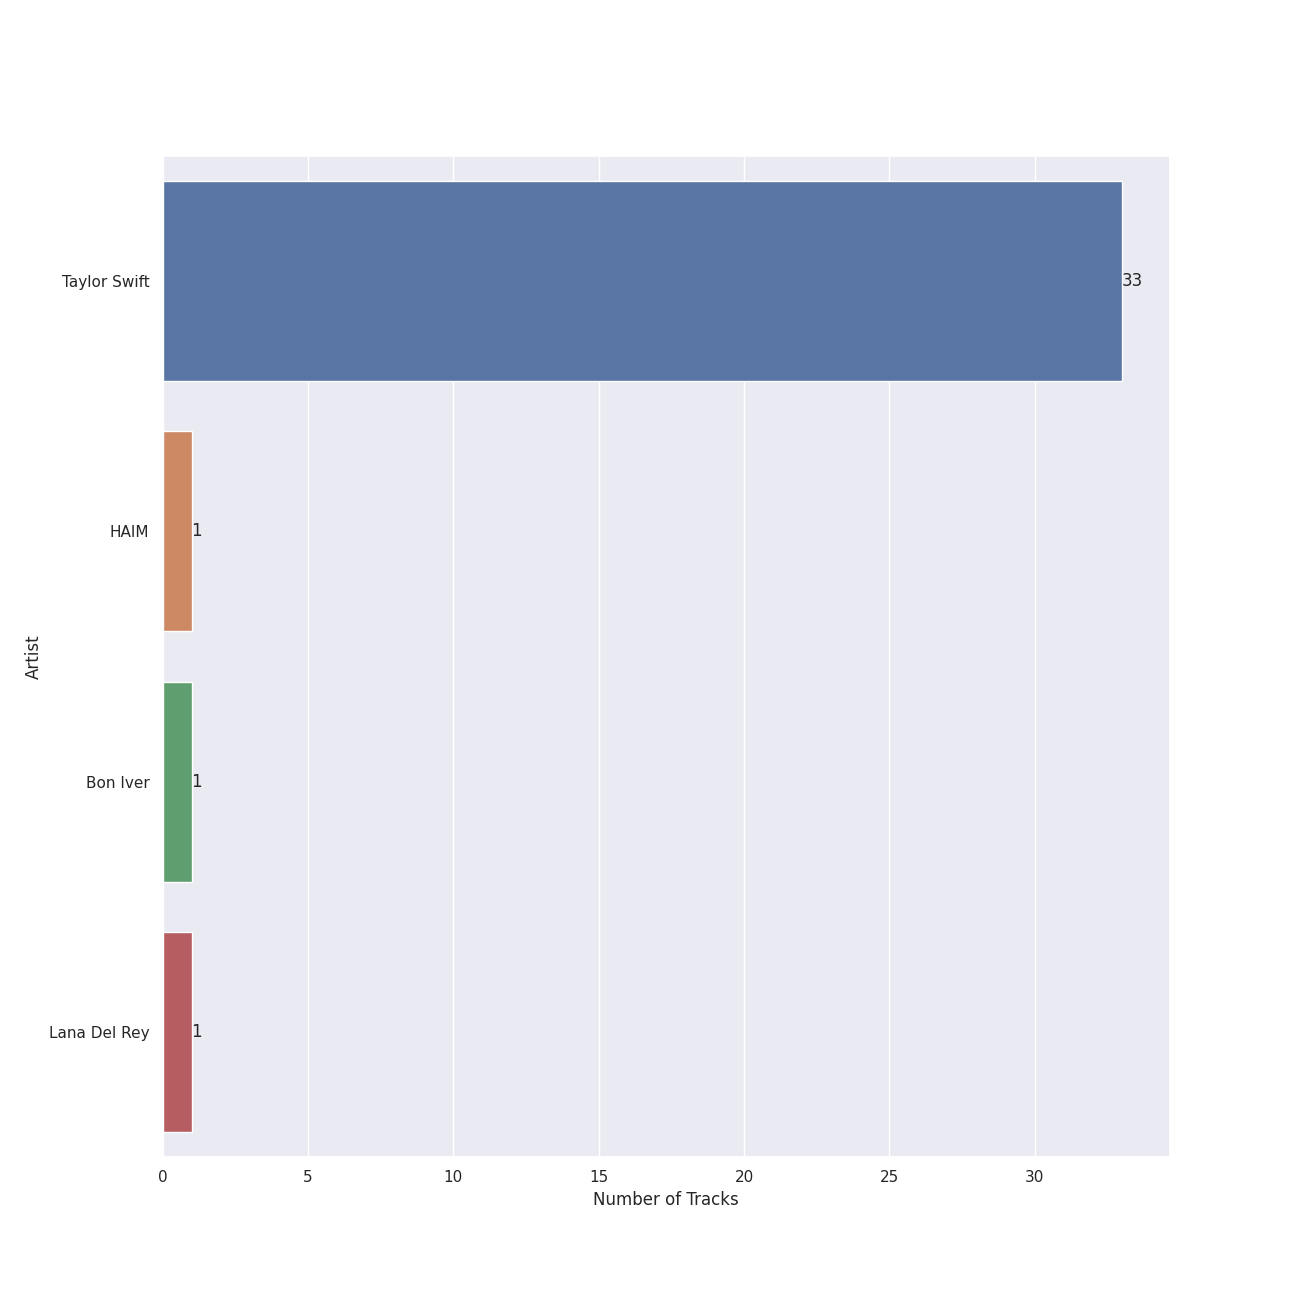 Taylor Swift
33
HAIM
1
Artist
Bon Iver
1
Lana Del Rey
1
0 5 10 15 20 25 30
Number of Tracks